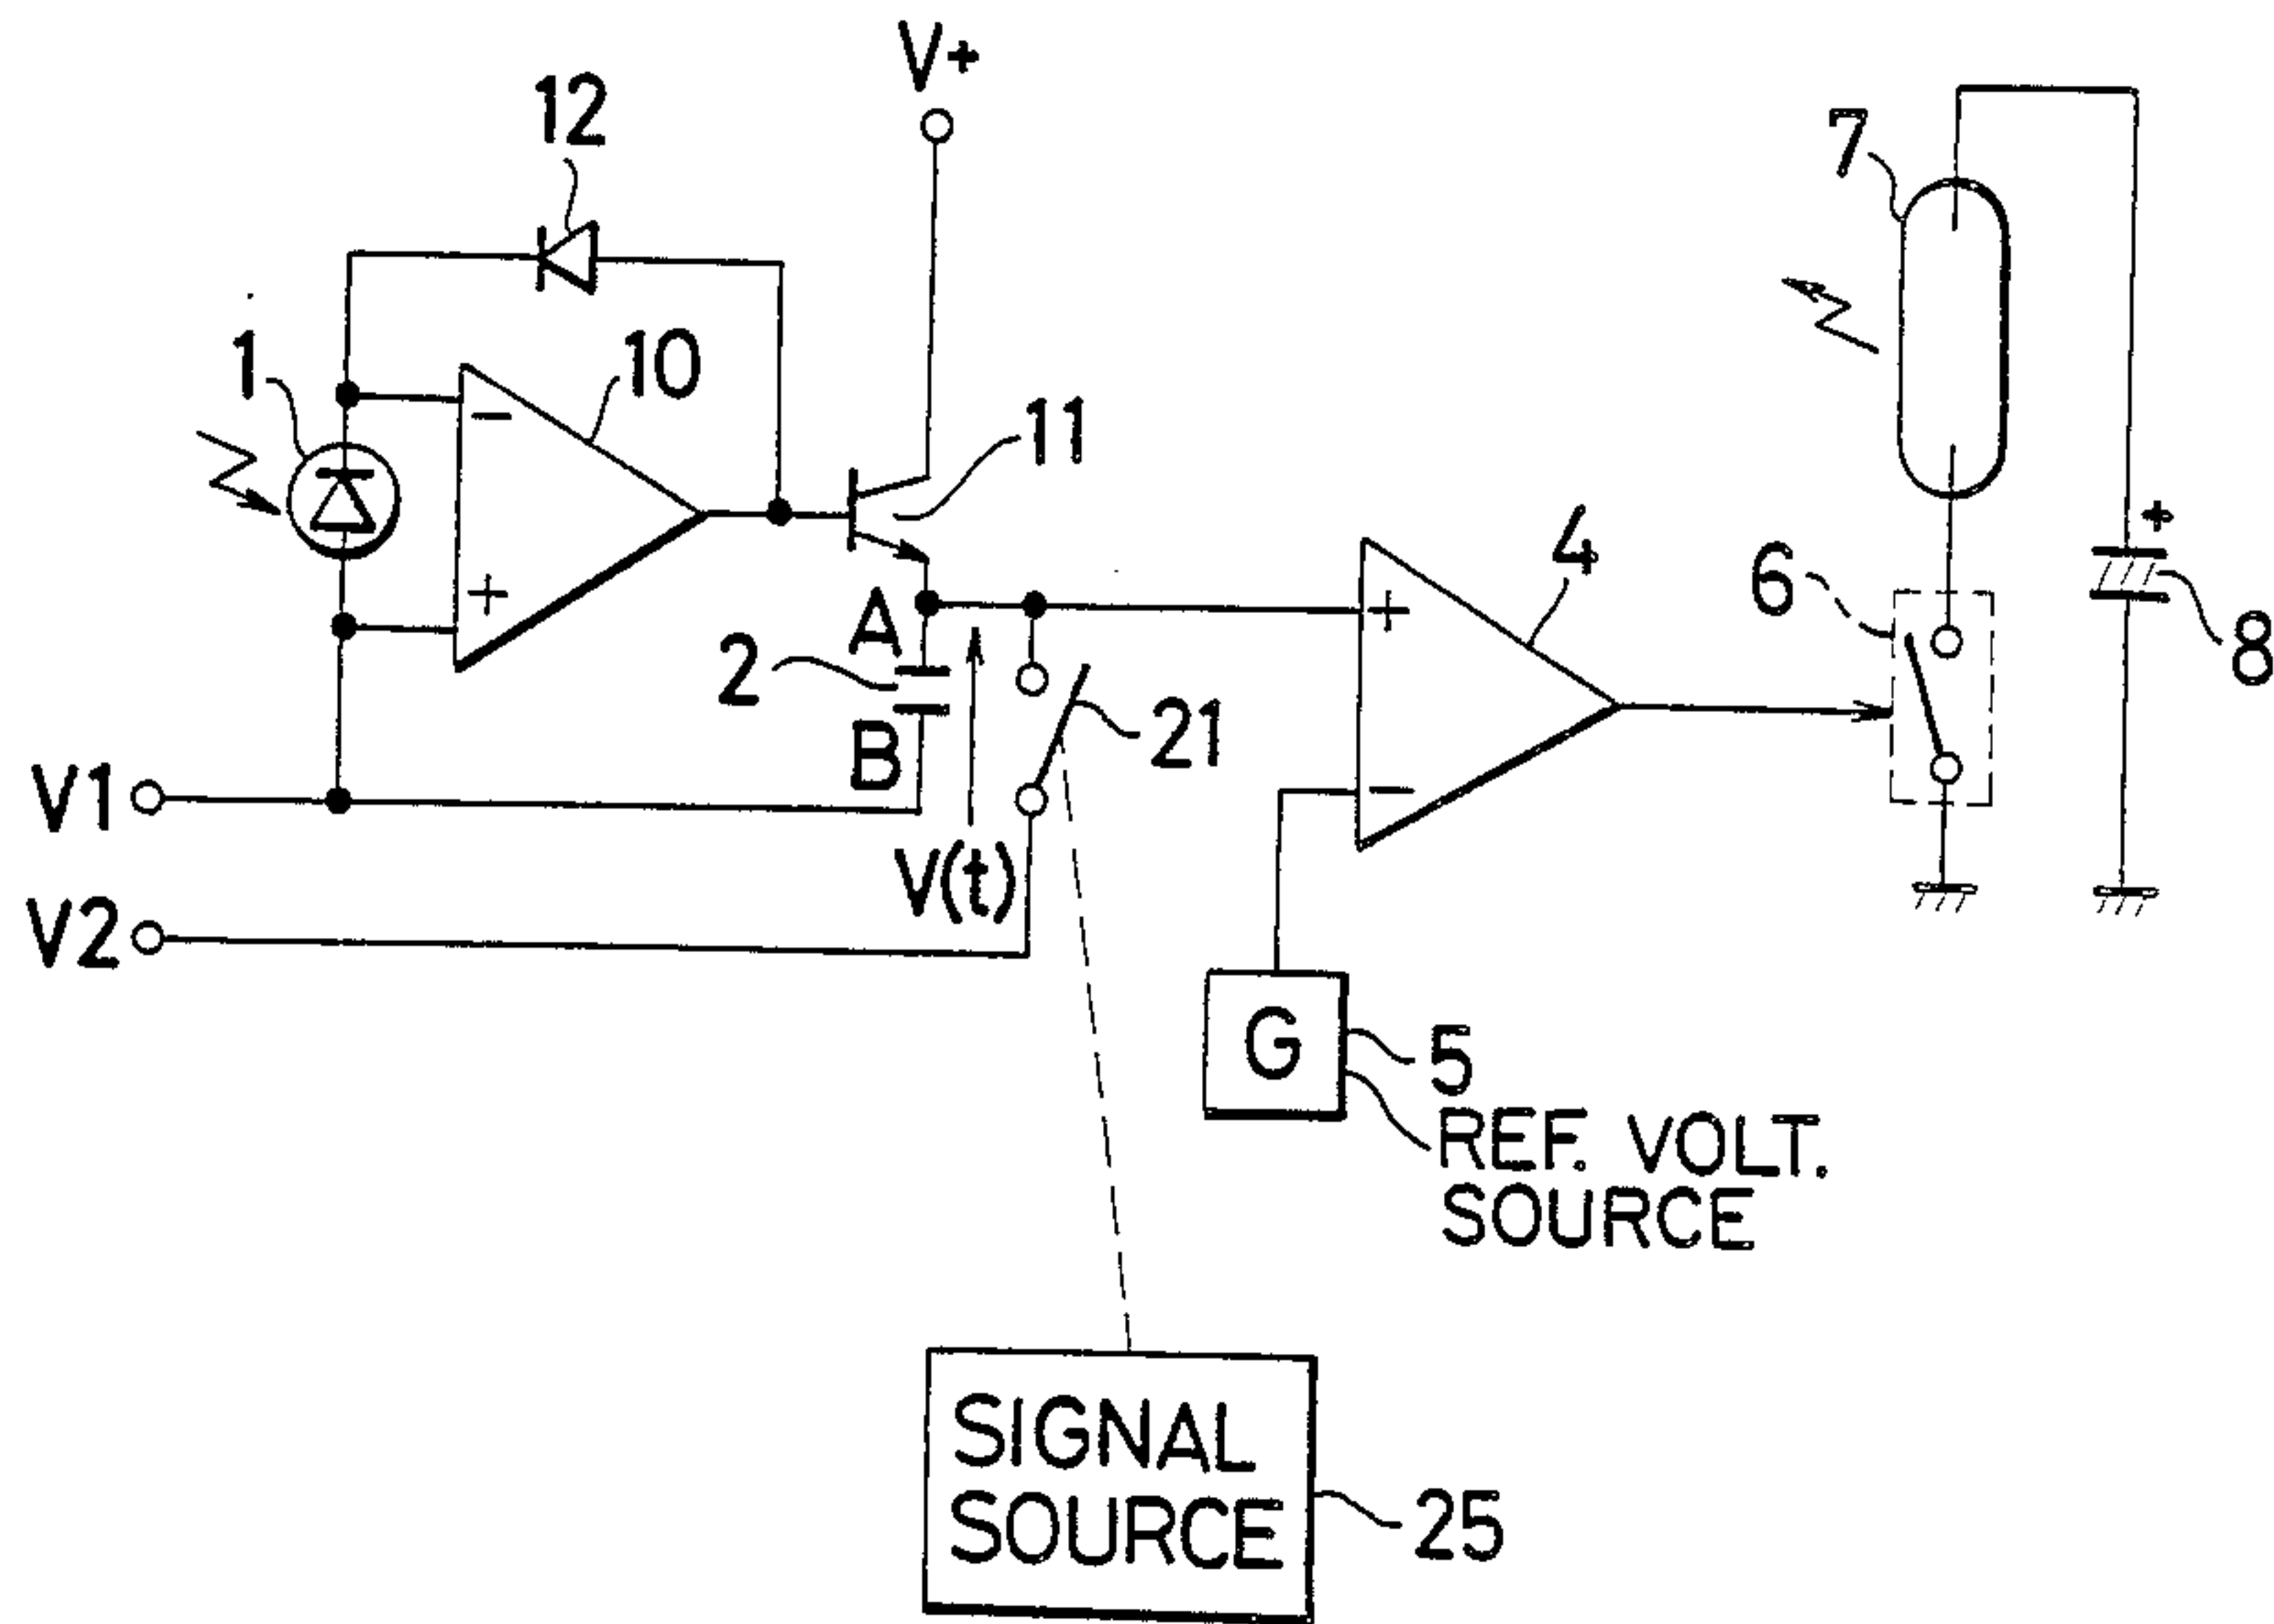 V+
12
7
1
10
11
4
6
8
−
+
A
2
B
21
+
−
+
V1
V(t)
V2
G
5
REF. VOLT.
SOURCE
SIGNAL
SOURCE
25